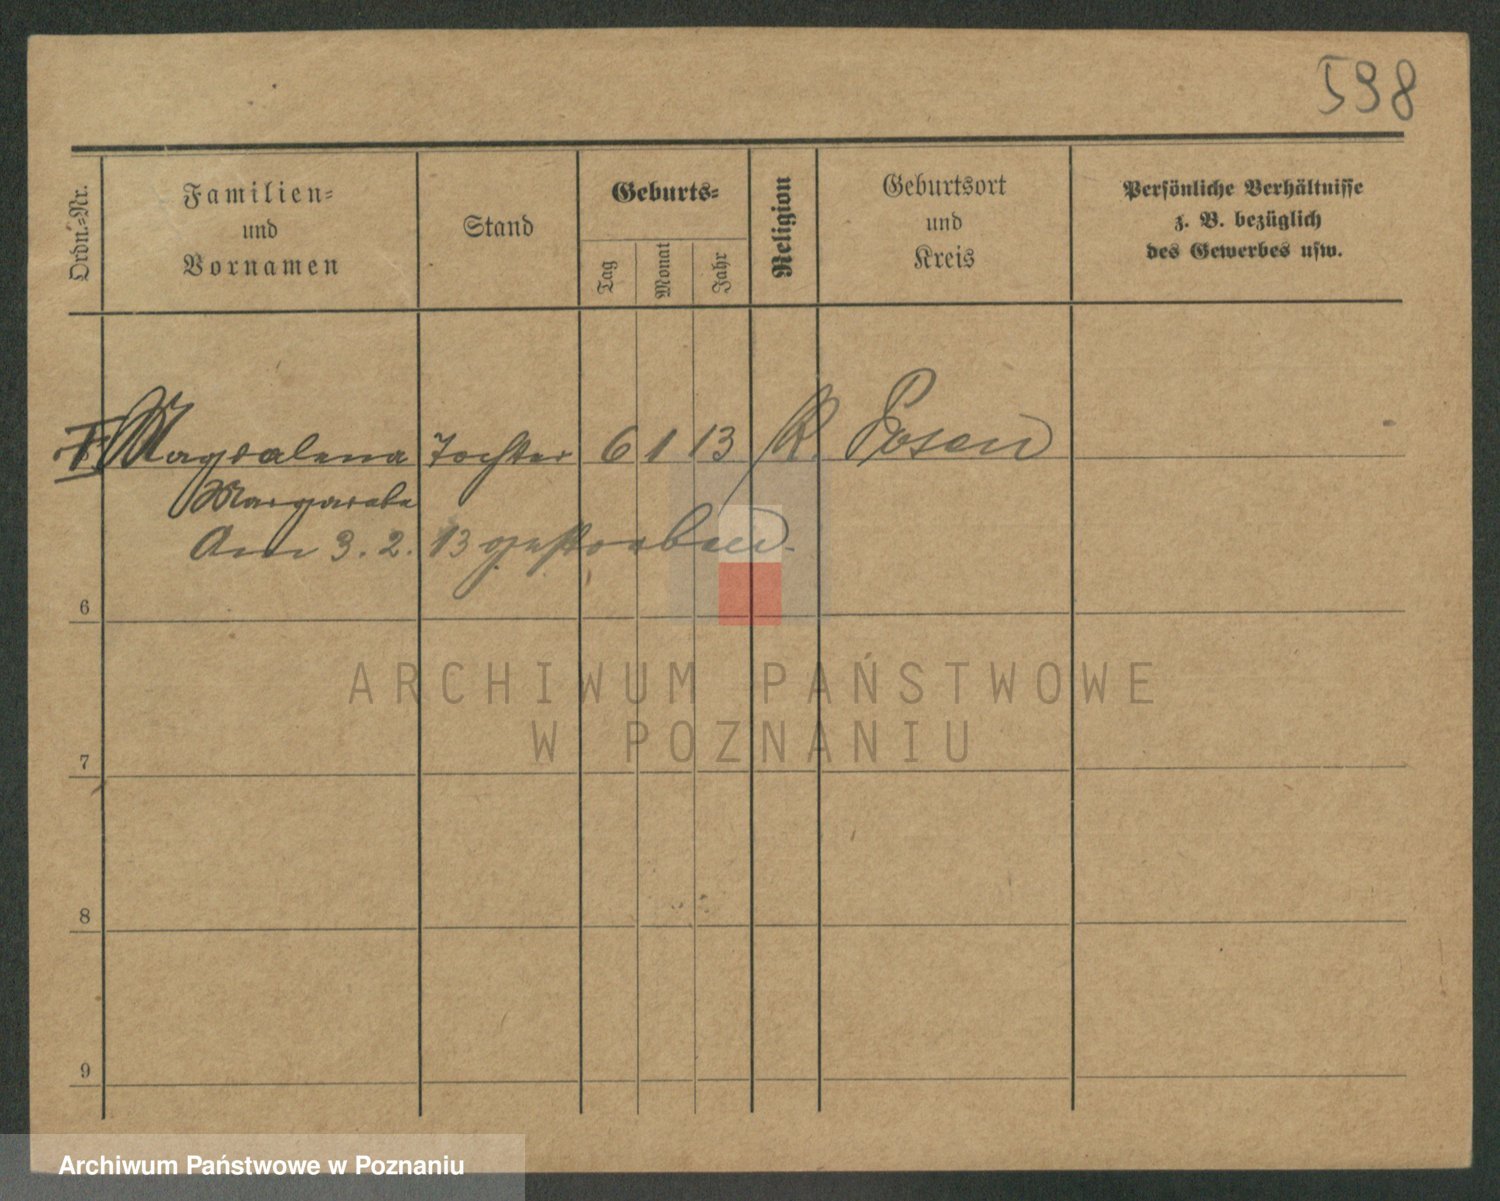 598
Ordn.-Nr.
Familien-
und
Vornamen
Stand
Geburts-
Tag
Monat
Jahr
Religion
Geburtsort
und
Kreis
Persönliche Verhältnisse
z. B. bezüglich
des Gewerbes usw.
Magdalena Tochter 6 1 13 K. Posen
Margareta
Am 3. 2. 13 gestorben.
6
ARCHIWUM PAŃSTWOWE
W POZNANIU
7
8
9
Archiwum Państwowe w Poznaniu